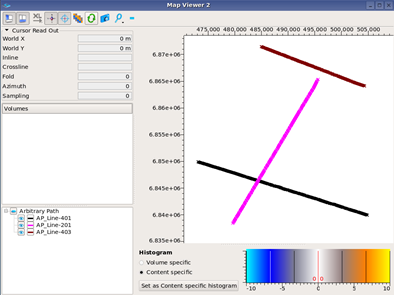 Map Viewer 2
Cursor Read Out
World X 0 m
World Y 0 m
Inline
Crossline
Fold 0
Azimuth 0
Sampling 0
Volumes
Arbitrary Path
AP_Line-401
AP_Line-201
AP_Line-403
475,000 480,000 485,000 490,000 495,000 500,000 505,000
6.87e+06
6.865e+06
6.86e+06
6.855e+06
6.85e+06
6.845e+06
6.84e+06
6.835e+06
Histogram
Volume specific
Content specific
Set as Content specific histogram
0 0
-10 -5 0 5 10